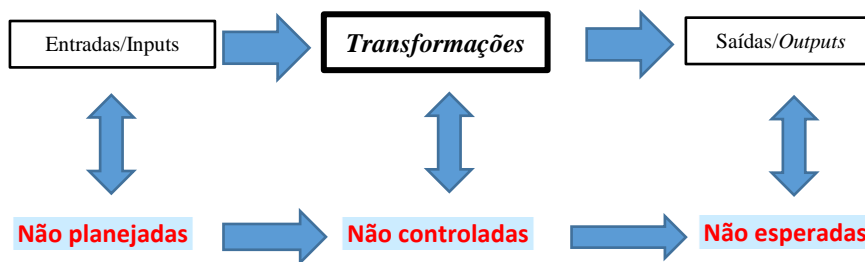 Entradas/Inputs
Transformações
Saídas/Outputs
Não planejadas
Não controladas
Não esperadas